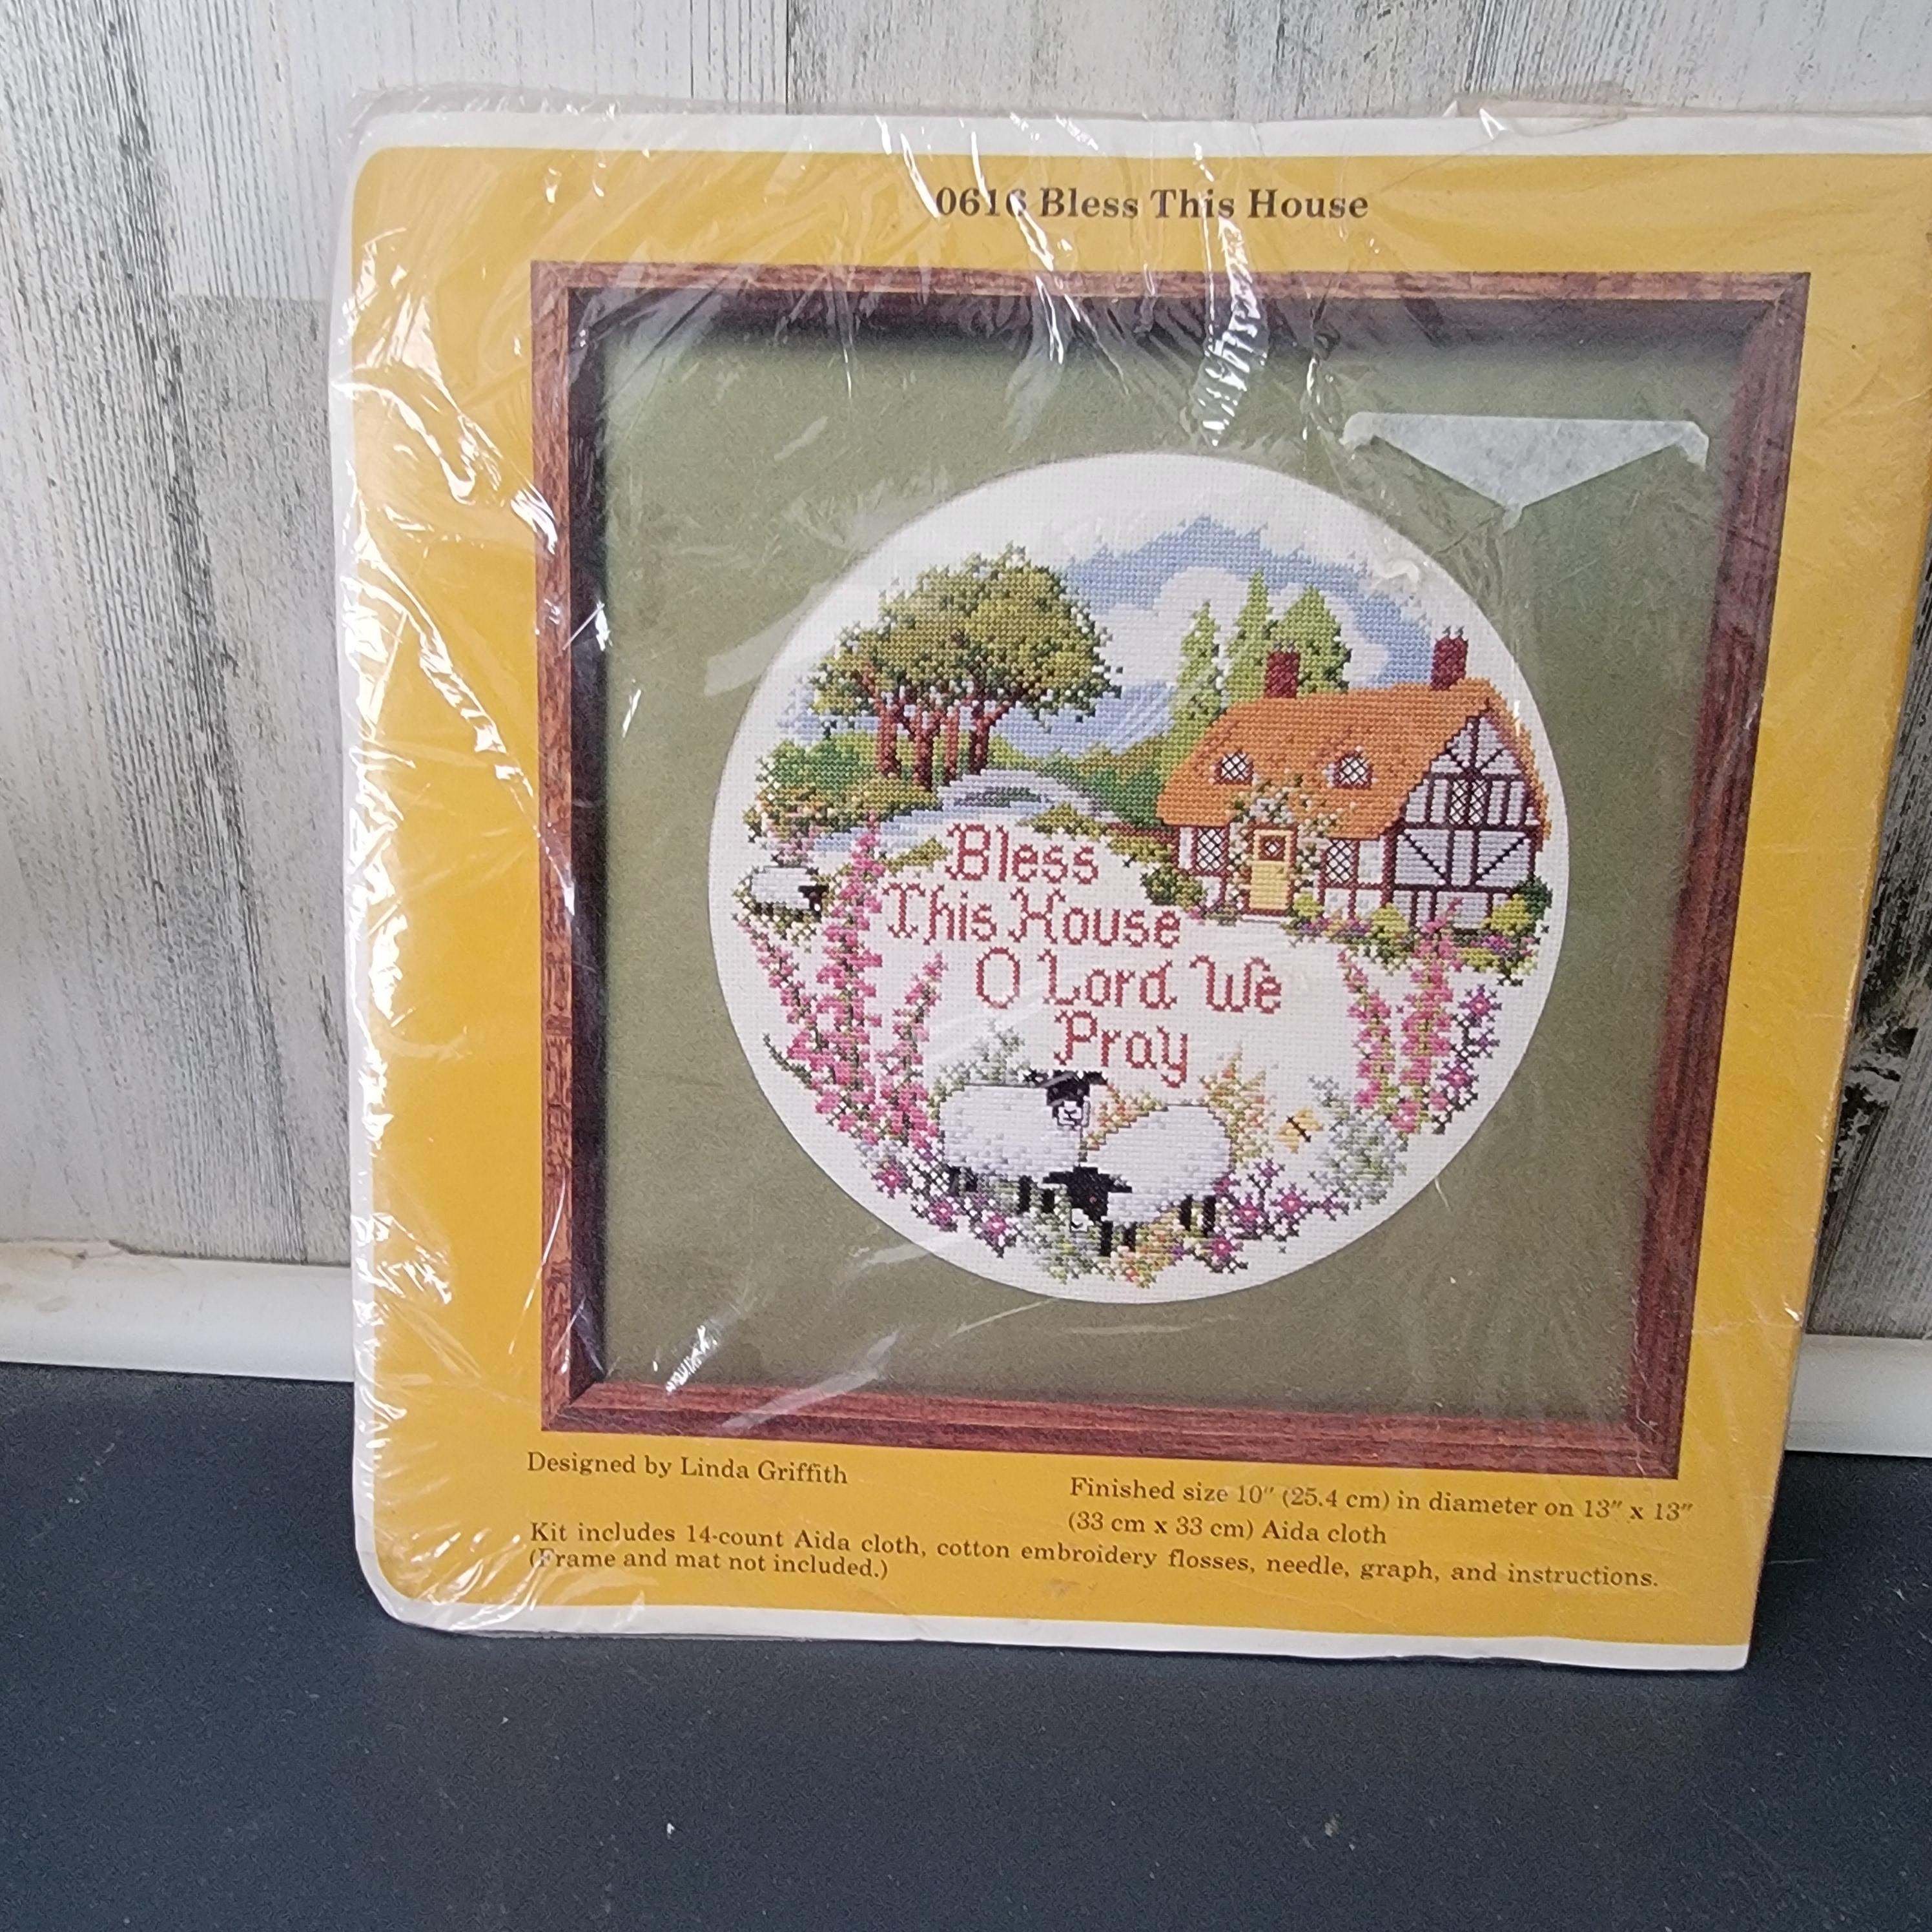 0616 Bless This House
Bless
This House
O Lord We
Pray
Designed by Linda Griffith
Finished size 10" (25.4 cm) in diameter on 13" x 13"
(33 cm x 33 cm) Aida cloth
Kit includes 14-count Aida cloth, cotton embroidery flosses, needle, graph, and instructions.
(Frame and mat not included.)